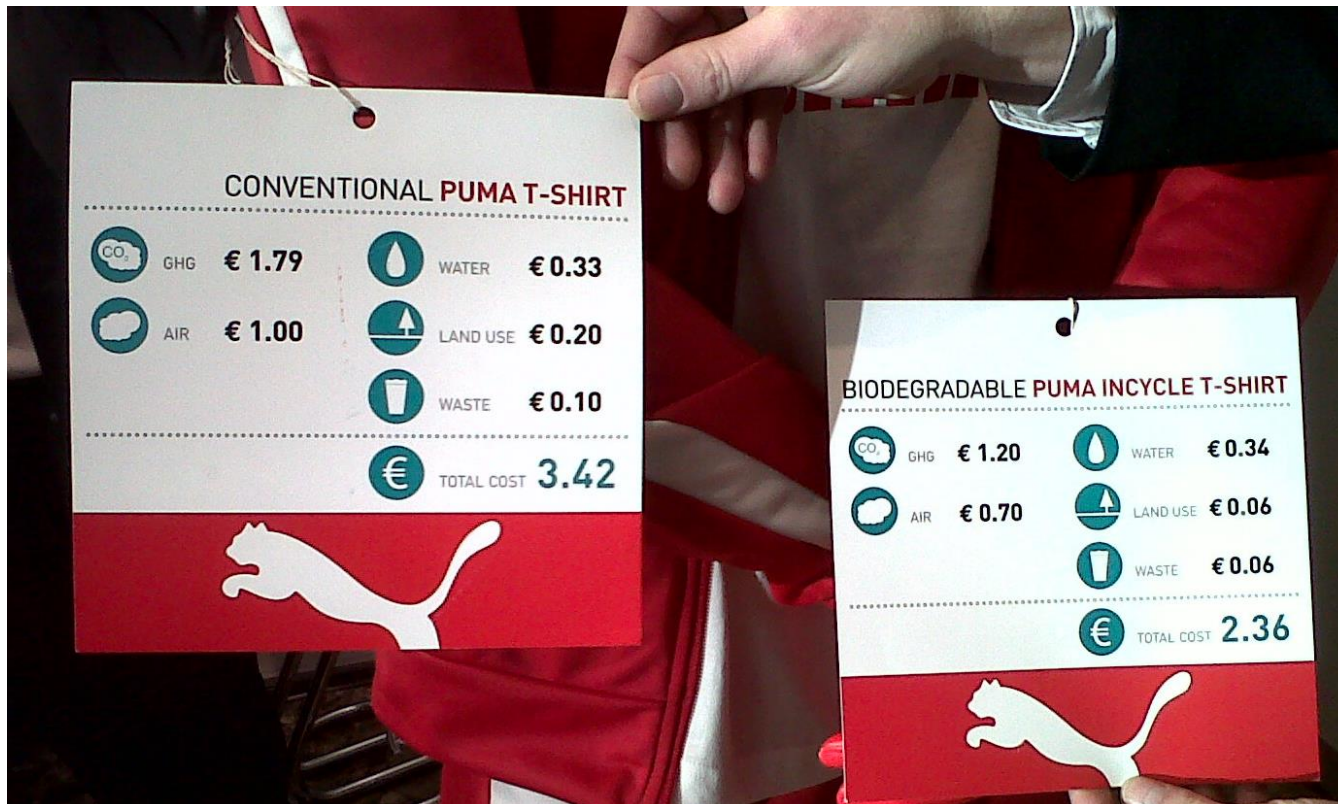 CONVENTIONAL PUMA T-SHIRT
CO₂ GHG € 1.79
WATER € 0.33
AIR € 1.00
LAND USE € 0.20
WASTE € 0.10
€ TOTAL COST 3.42
BIODEGRADABLE PUMA INCYCLE T-SHIRT
CO₂ GHG € 1.20
WATER € 0.34
AIR € 0.70
LAND USE € 0.06
WASTE € 0.06
€ TOTAL COST 2.36